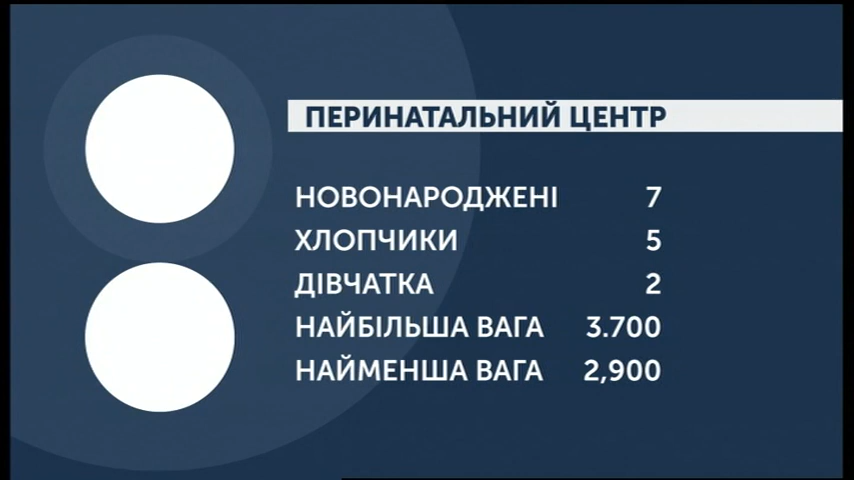 ПЕРИНАТАЛЬНИЙ ЦЕНТР
НОВОНАРОДЖЕНІ 7
ХЛОПЧИКИ 5
ДІВЧАТКА 2
НАЙБІЛЬША ВАГА 3.700
НАЙМЕНША ВАГА 2,900